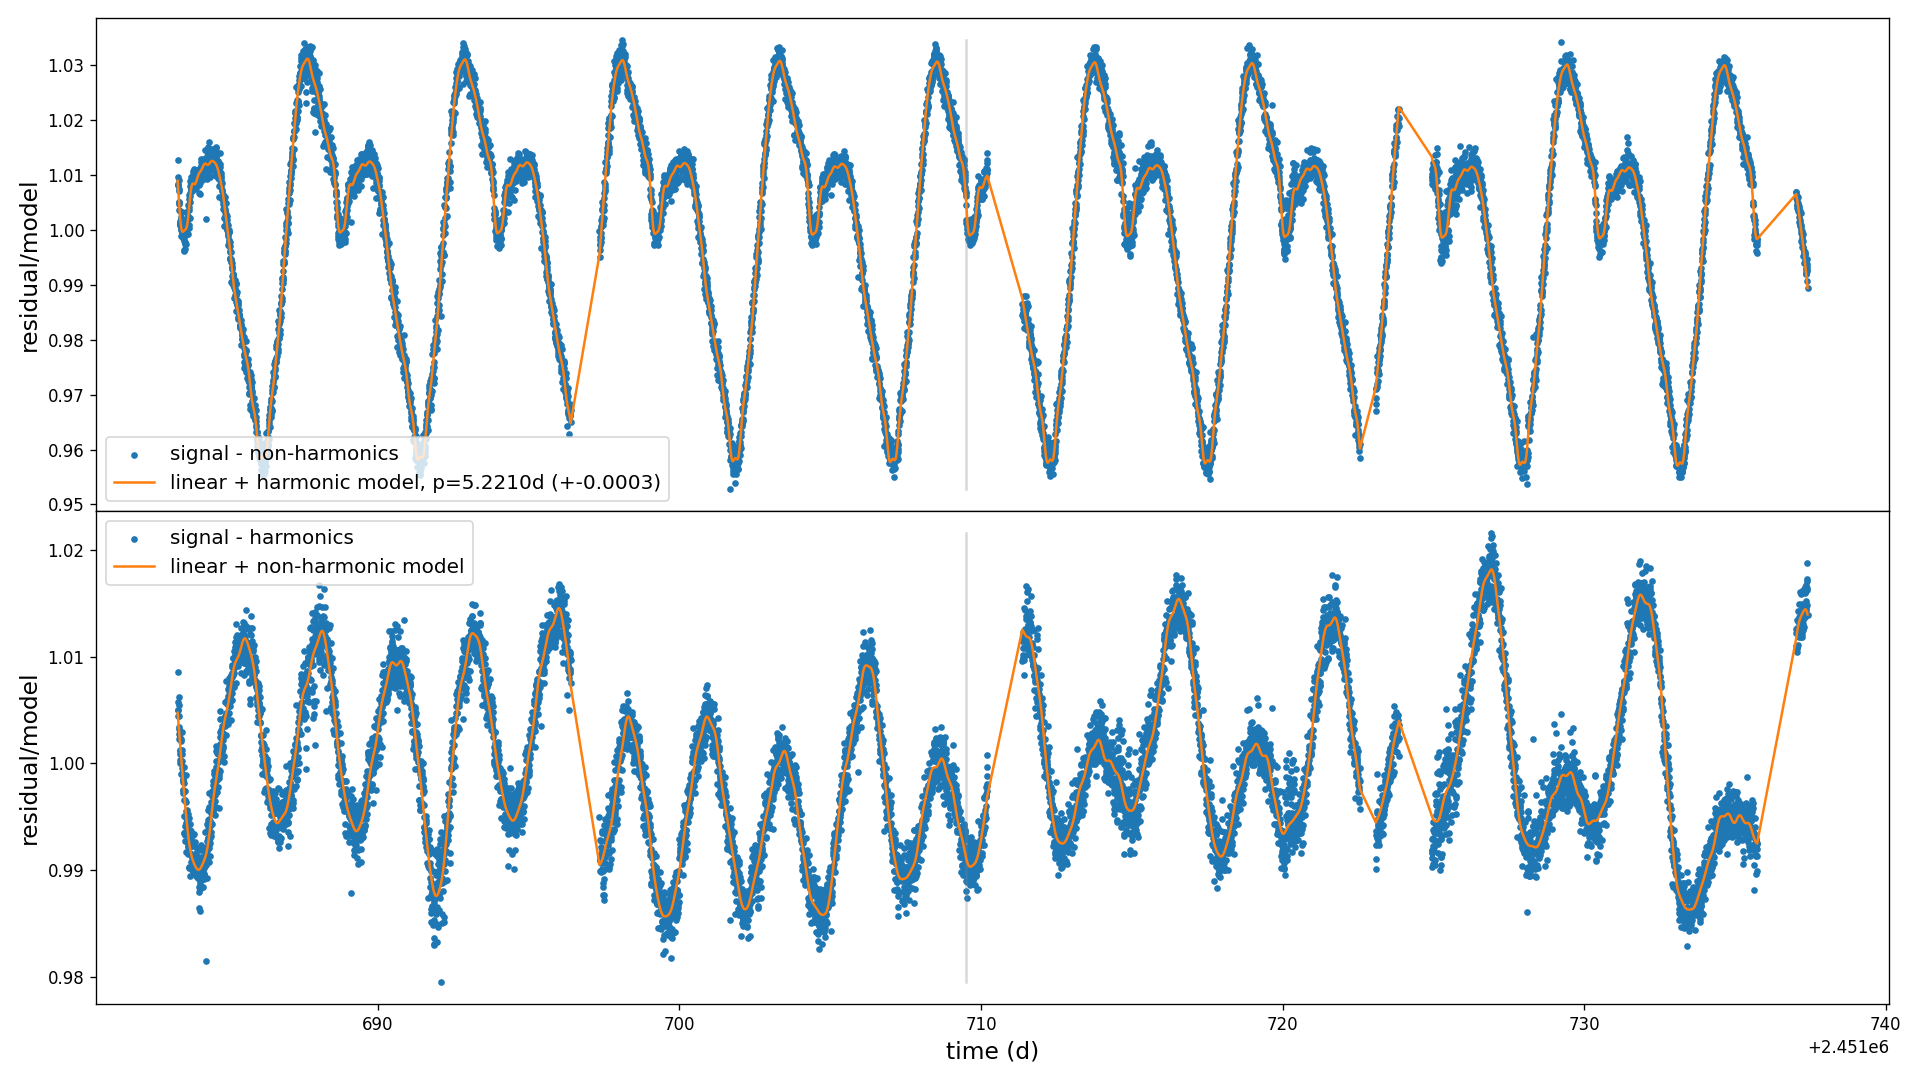 residual/model
1.03
1.02
1.01
1.00
0.99
0.98
0.97
0.96
0.95
signal - non-harmonics
linear + harmonic model, p=5.2210d (+-0.0003)
residual/model
1.02
1.01
1.00
0.99
0.98
signal - harmonics
linear + non-harmonic model
690
700
710
720
730
740
time (d)
+2.451e6